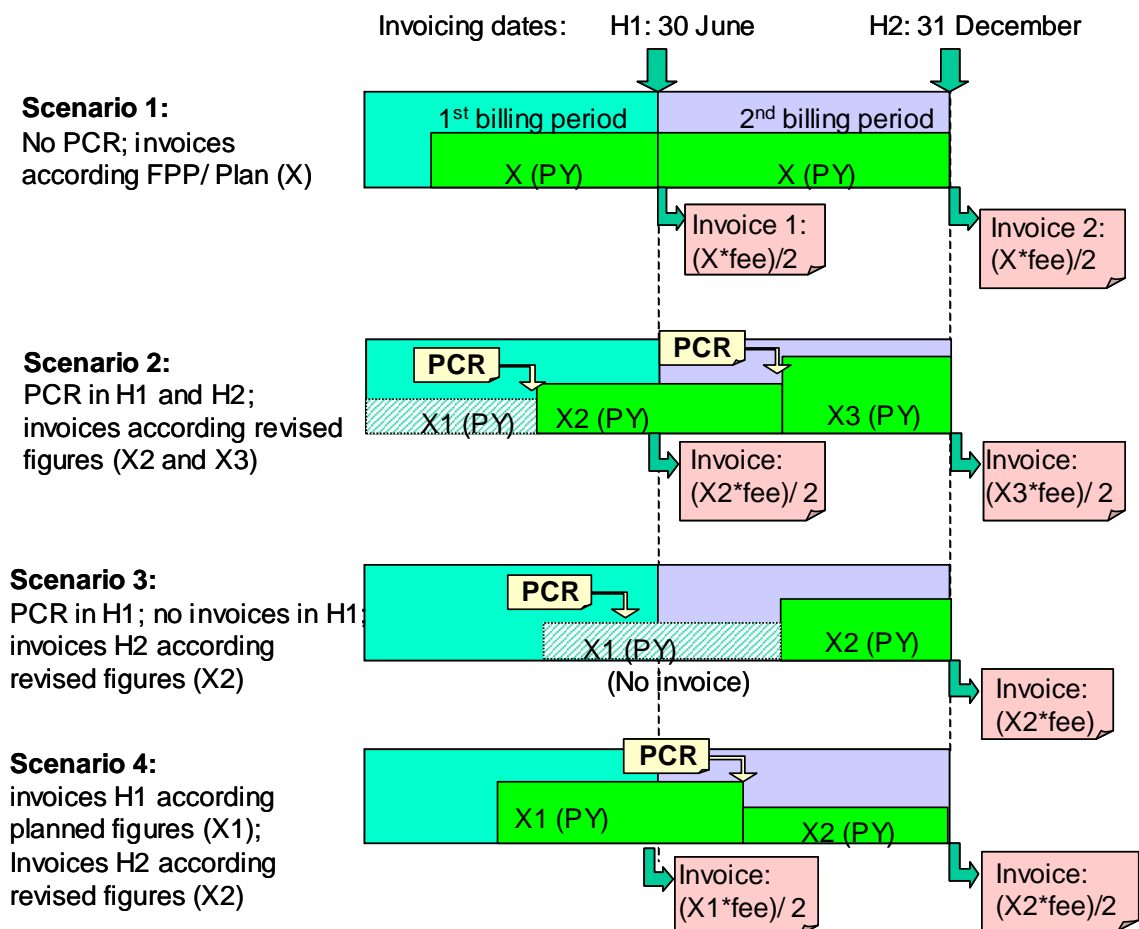 Invoicing dates: H1: 30 June H2: 31 December
Scenario 1:
No PCR; invoices
according FPP/ Plan (X)
1st billing period
2nd billing period
X (PY)
X (PY)
Invoice 1:
(X*fee)/2
Invoice 2:
(X*fee)/2
Scenario 2:
PCR in H1 and H2;
invoices according revised
figures (X2 and X3)
PCR
PCR
X1 (PY)
X2 (PY)
X3 (PY)
Invoice:
(X2*fee)/ 2
Invoice:
(X3*fee)/ 2
Scenario 3:
PCR in H1; no invoices in H1;
invoices H2 according
revised figures (X2)
PCR
X1 (PY)
(No invoice)
X2 (PY)
Invoice:
(X2*fee)
Scenario 4:
invoices H1 according
planned figures (X1);
Invoices H2 according
revised figures (X2)
PCR
X1 (PY)
X2 (PY)
Invoice:
(X1*fee)/ 2
Invoice:
(X2*fee)/2